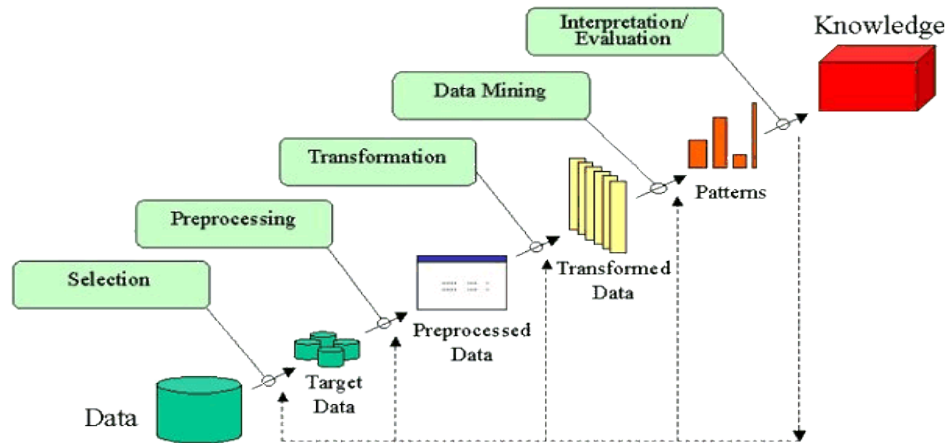 Interpretation/
Evaluation
Knowledge
Data Mining
Transformation
Patterns
Preprocessing
Transformed
Data
Selection
Preprocessed
Data
Target
Data
Data